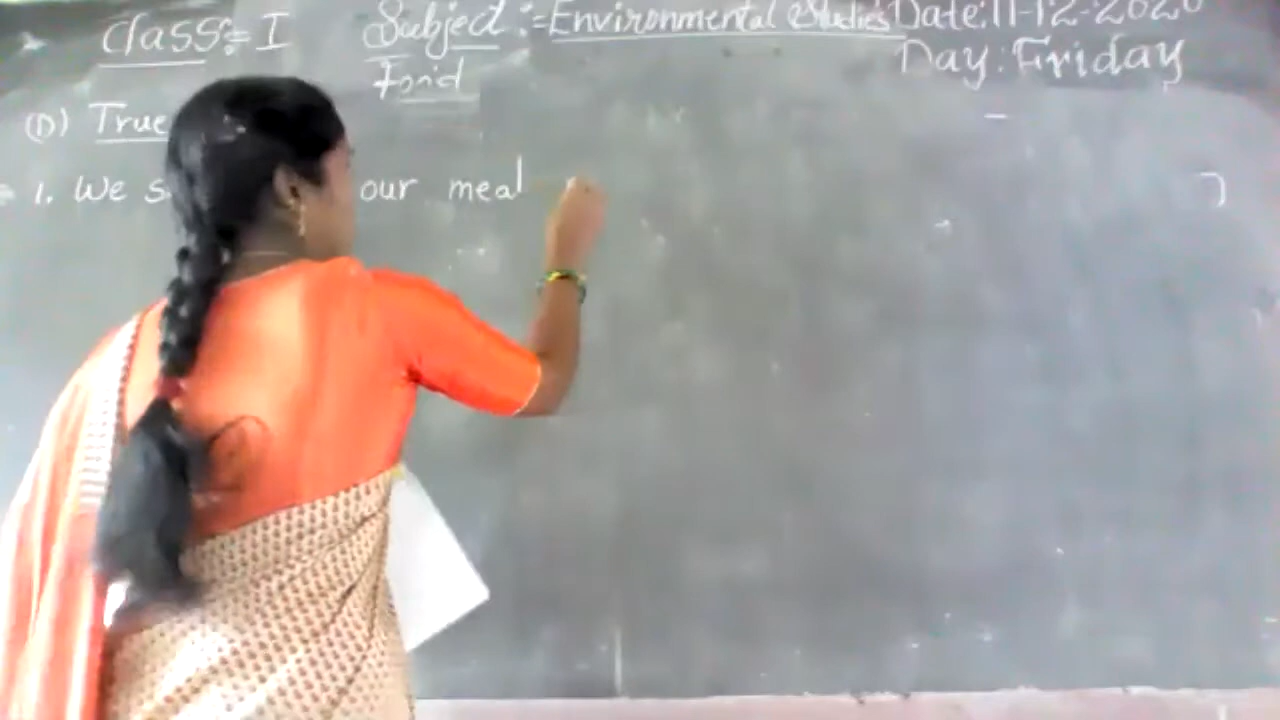 Class:= I Subject := Environmental Studies Date: 11-12-2020
Food Day: Friday
(D) True
1. We our meal ]